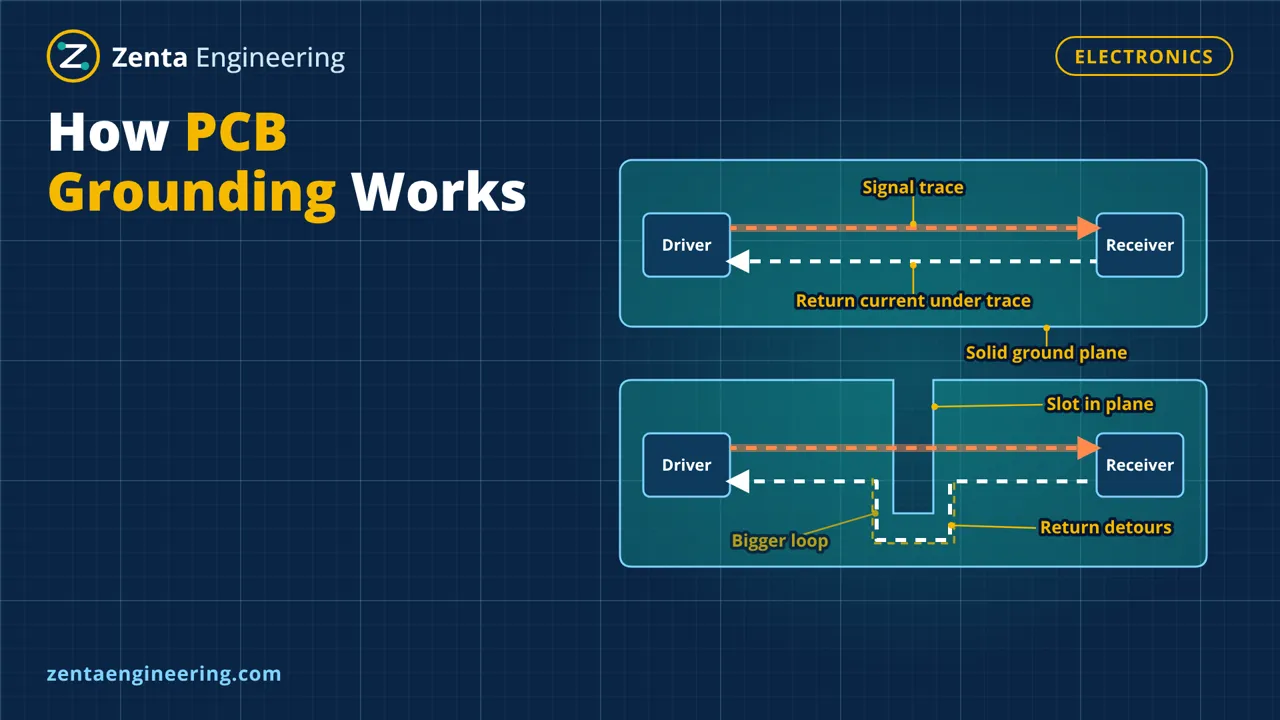 Zenta Engineering
ELECTRONICS
How PCB
Grounding Works
Signal trace
Driver
Receiver
Return current under trace
Solid ground plane
Slot in plane
Driver
Receiver
Return detours
Bigger loop
zentaengineering.com